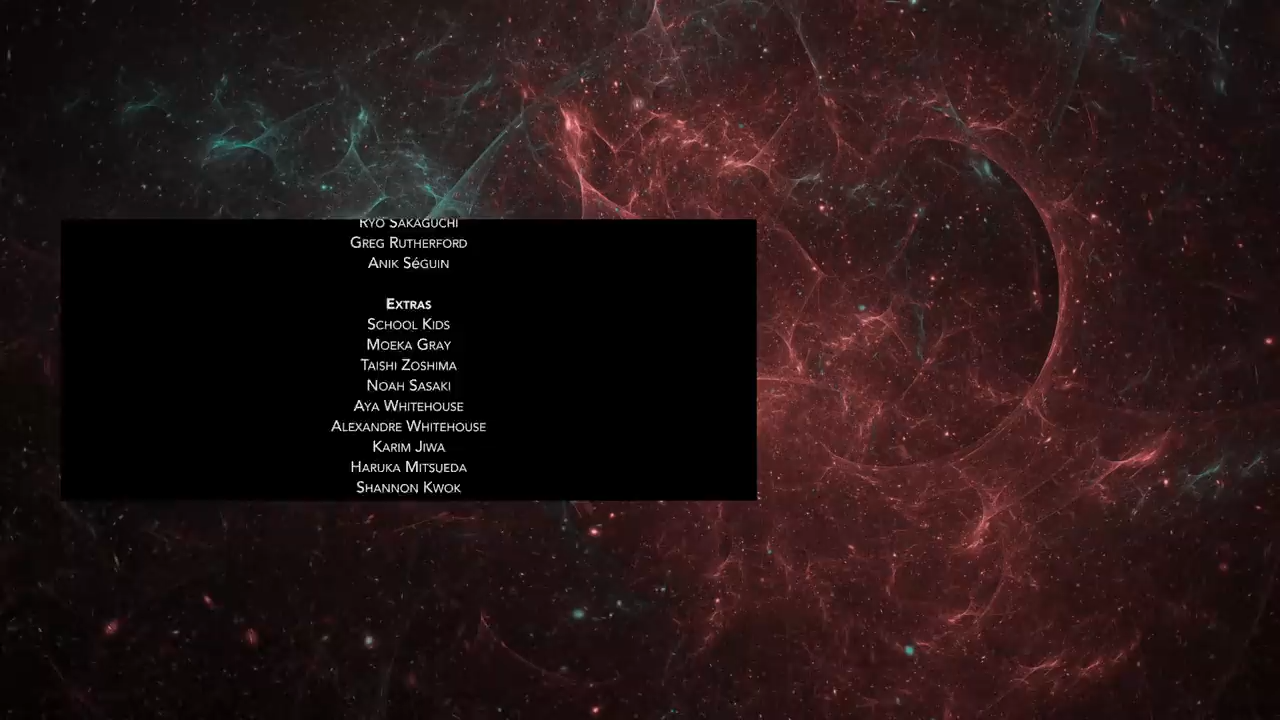 Ryo Sakaguchi
Greg Rutherford
Anik Séguin
Extras
School Kids
Moeka Gray
Taishi Zoshima
Noah Sasaki
Aya Whitehouse
Alexandre Whitehouse
Karim Jiwa
Haruka Mitsueda
Shannon Kwok